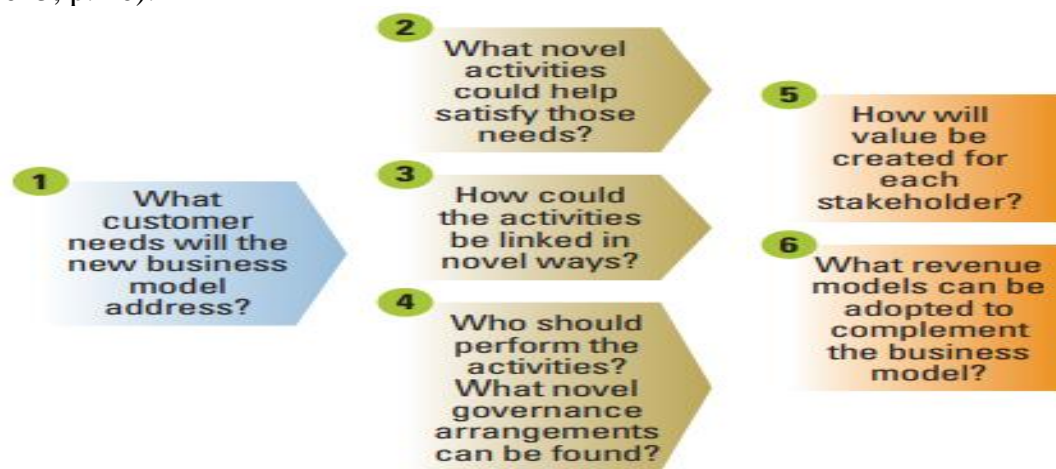 1
What
customer
needs will the
new business
model
address?
2
What novel
activities
could help
satisfy those
needs?
3
How could
the activities
be linked in
novel ways?
4
Who should
perform the
activities?
What novel
governance
arrangements
can be found?
5
How will
value be
created for
each
stakeholder?
6
What revenue
models can be
adopted to
complement
the business
model?